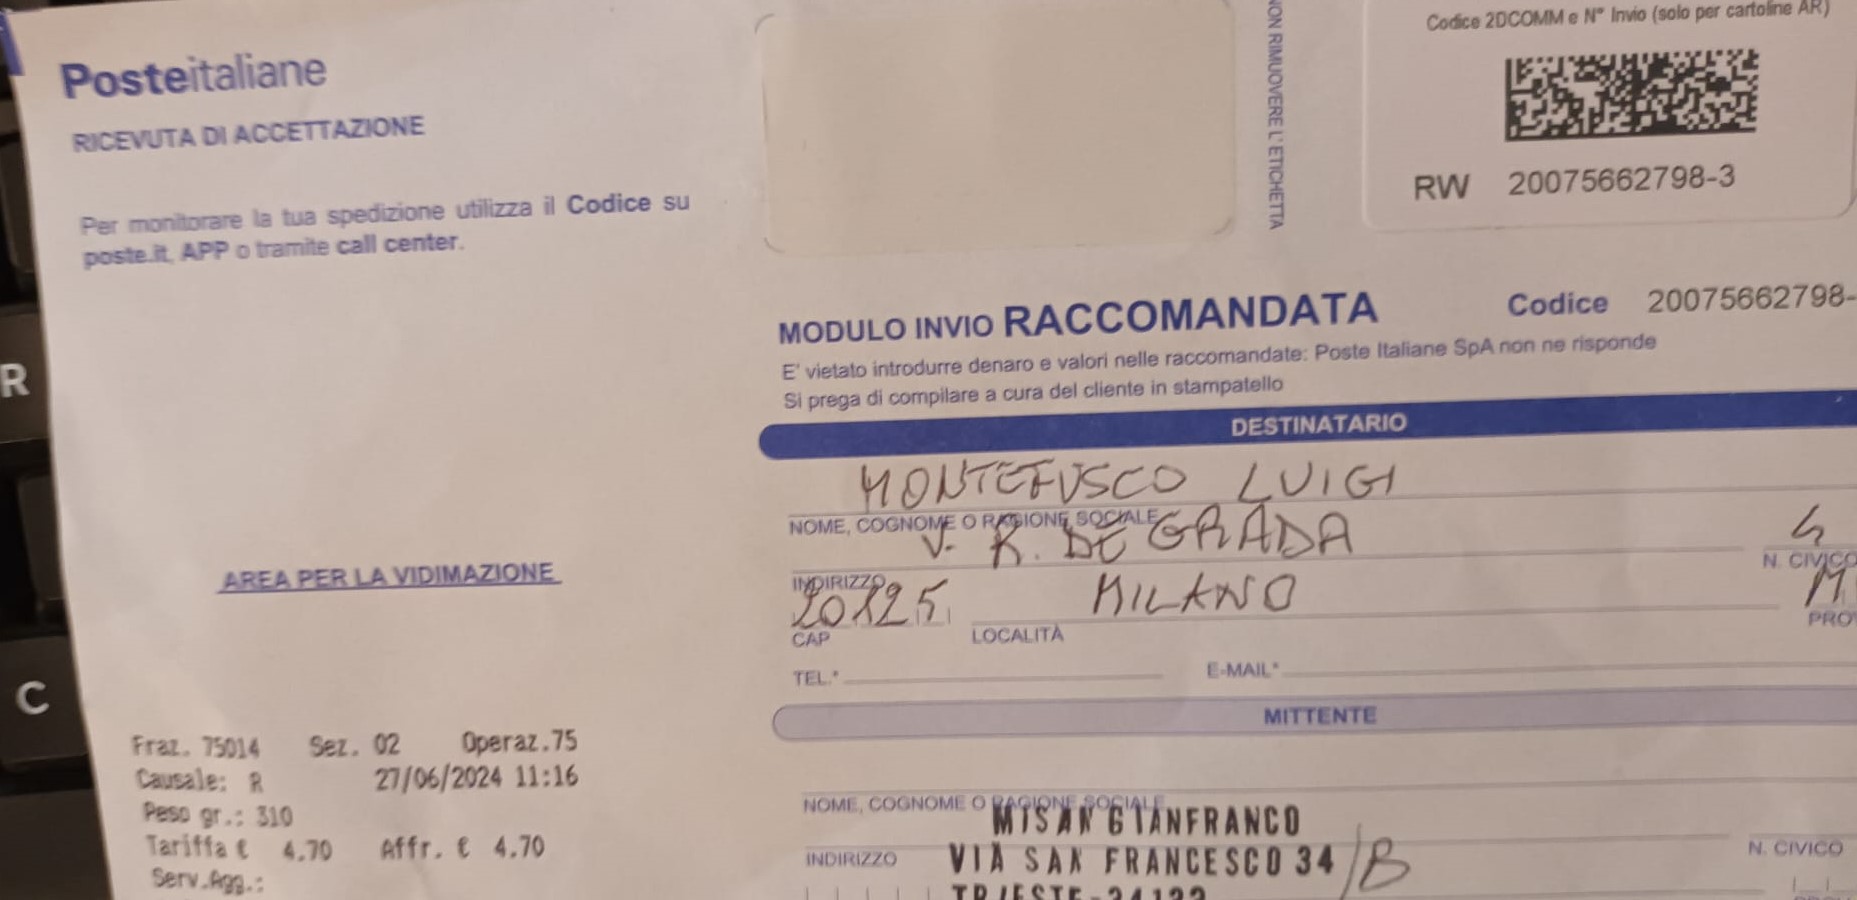 Posteitaliane
RICEVUTA DI ACCETTAZIONE
Per monitorare la tua spedizione utilizza il Codice su
poste.it, APP o tramite call center.
AREA PER LA VIDIMAZIONE
Fraz. 75014 Sez. 02 Operaz.75
Causale: R 27/06/2024 11:16
Peso gr.: 310
Tariffa € 4.70 Affr. € 4.70
Serv.Agg.:
NON RIMUOVERE L'ETICHETTA
Codice 2DCOMM e N° Invio (solo per cartoline AR)
RW 20075662798-3
MODULO INVIO RACCOMANDATA Codice 20075662798-
E' vietato introdurre denaro e valori nelle raccomandate: Poste Italiane SpA non ne risponde
Si prega di compilare a cura del cliente in stampatello
DESTINATARIO
MONTEFUSCO LUIGI
NOME, COGNOME O RAGIONE SOCIALE
V. R. DE GRADA 4
INDIRIZZO N. CIVICO
20125 MILANO M
CAP LOCALITÀ PROV
TEL.* E-MAIL*
MITTENTE
NOME, COGNOME O RAGIONE SOCIALE
MISAN GIANFRANCO
INDIRIZZO VIA SAN FRANCESCO 34/B N. CIVICO
TRIESTE-34133